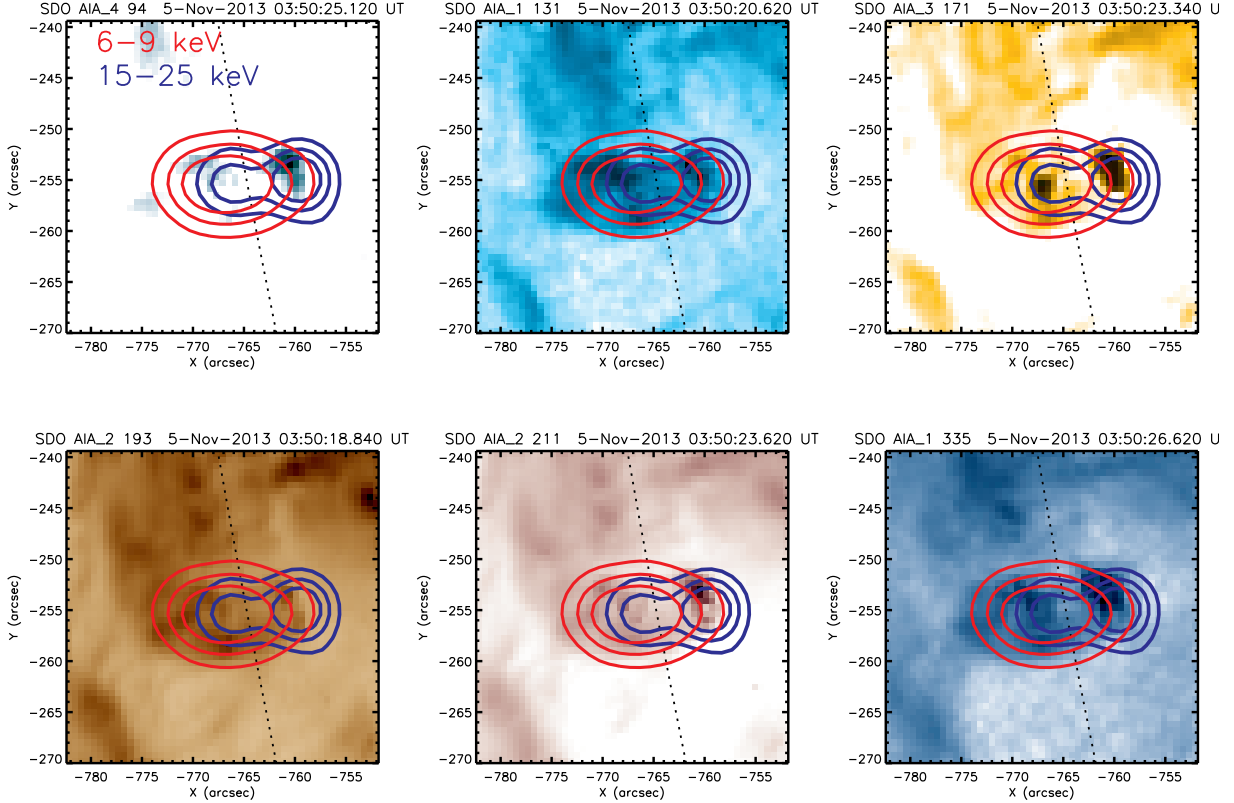 SDO AIA_4 94 5-Nov-2013 03:50:25.120 UT
SDO AIA_1 131 5-Nov-2013 03:50:20.620 UT
SDO AIA_3 171 5-Nov-2013 03:50:23.340 U
6-9 keV
15-25 keV
-240
-245
-250
-255
-260
-265
-270
Y (arcsec)
-780 -775 -770 -765 -760 -755
X (arcsec)
-240
-245
-250
-255
-260
-265
-270
Y (arcsec)
-780 -775 -770 -765 -760 -755
X (arcsec)
-240
-245
-250
-255
-260
-265
-270
Y (arcsec)
-780 -775 -770 -765 -760 -755
X (arcsec)
SDO AIA_2 193 5-Nov-2013 03:50:18.840 UT
SDO AIA_2 211 5-Nov-2013 03:50:23.620 UT
SDO AIA_1 335 5-Nov-2013 03:50:26.620 U
-240
-245
-250
-255
-260
-265
-270
Y (arcsec)
-780 -775 -770 -765 -760 -755
X (arcsec)
-240
-245
-250
-255
-260
-265
-270
Y (arcsec)
-780 -775 -770 -765 -760 -755
X (arcsec)
-240
-245
-250
-255
-260
-265
-270
Y (arcsec)
-780 -775 -770 -765 -760 -755
X (arcsec)